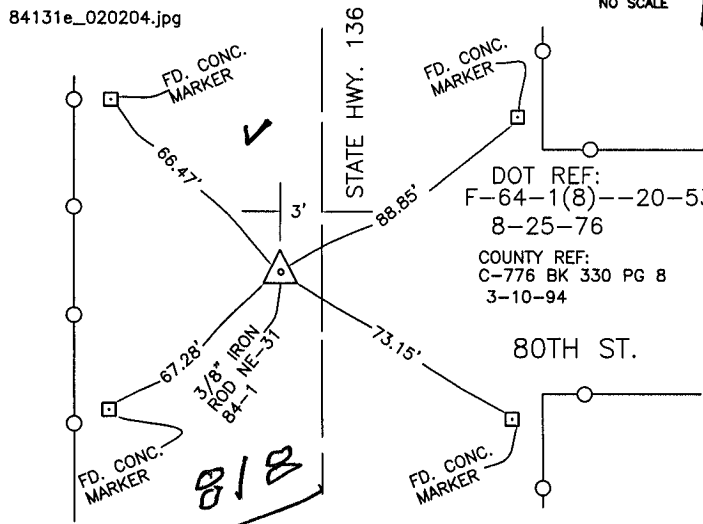 84131e_020204.jpg
NO SCALE
FD. CONC.
MARKER
STATE HWY. 136
FD. CONC.
MARKER
66.47'
88.85'
3'
DOT REF:
F-64-1(8)--20-53
8-25-76
COUNTY REF:
C-776 BK 330 PG 8
3-10-94
67.28'
3/8" IRON
ROD NE-31
84-1
73.15'
80TH ST.
FD. CONC.
MARKER
818
FD. CONC.
MARKER